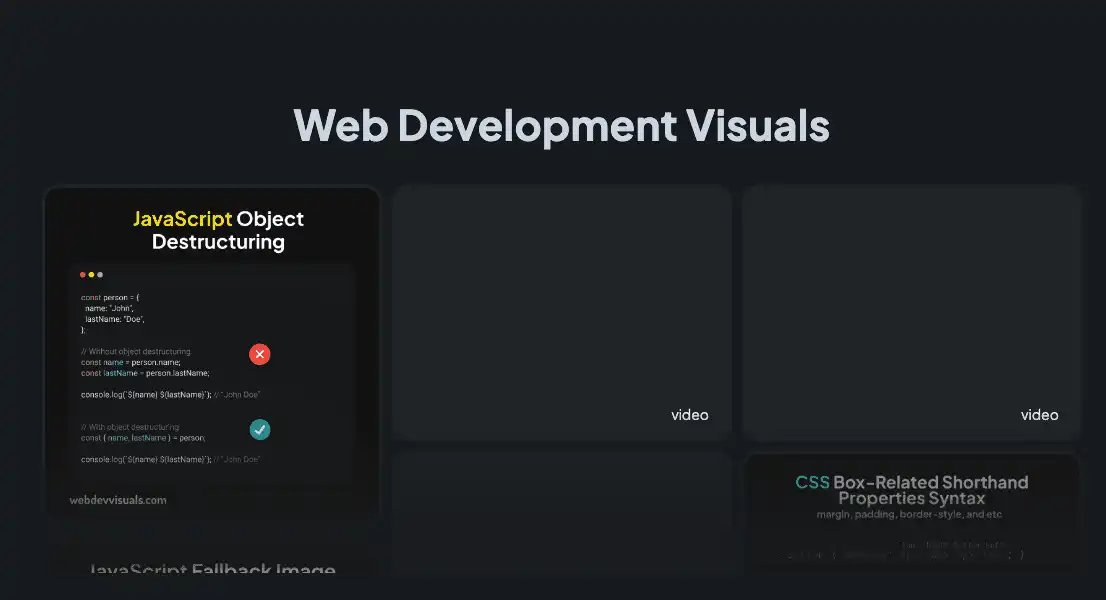 Web Development Visuals
JavaScript Object
Destructuring
const person = {
name: "John",
lastName: "Doe",
};
// Without object destructuring
const name = person.name;
const lastName = person.lastName;
console.log(`${name} ${lastName}`); // "John Doe"
// With object destructuring
const { name, lastName } = person;
console.log(`${name} ${lastName}`); // "John Doe"
webdevvisuals.com
JavaScript Fallback Image
video
video
CSS Box-Related Shorthand
Properties Syntax
margin, padding, border-style, and etc